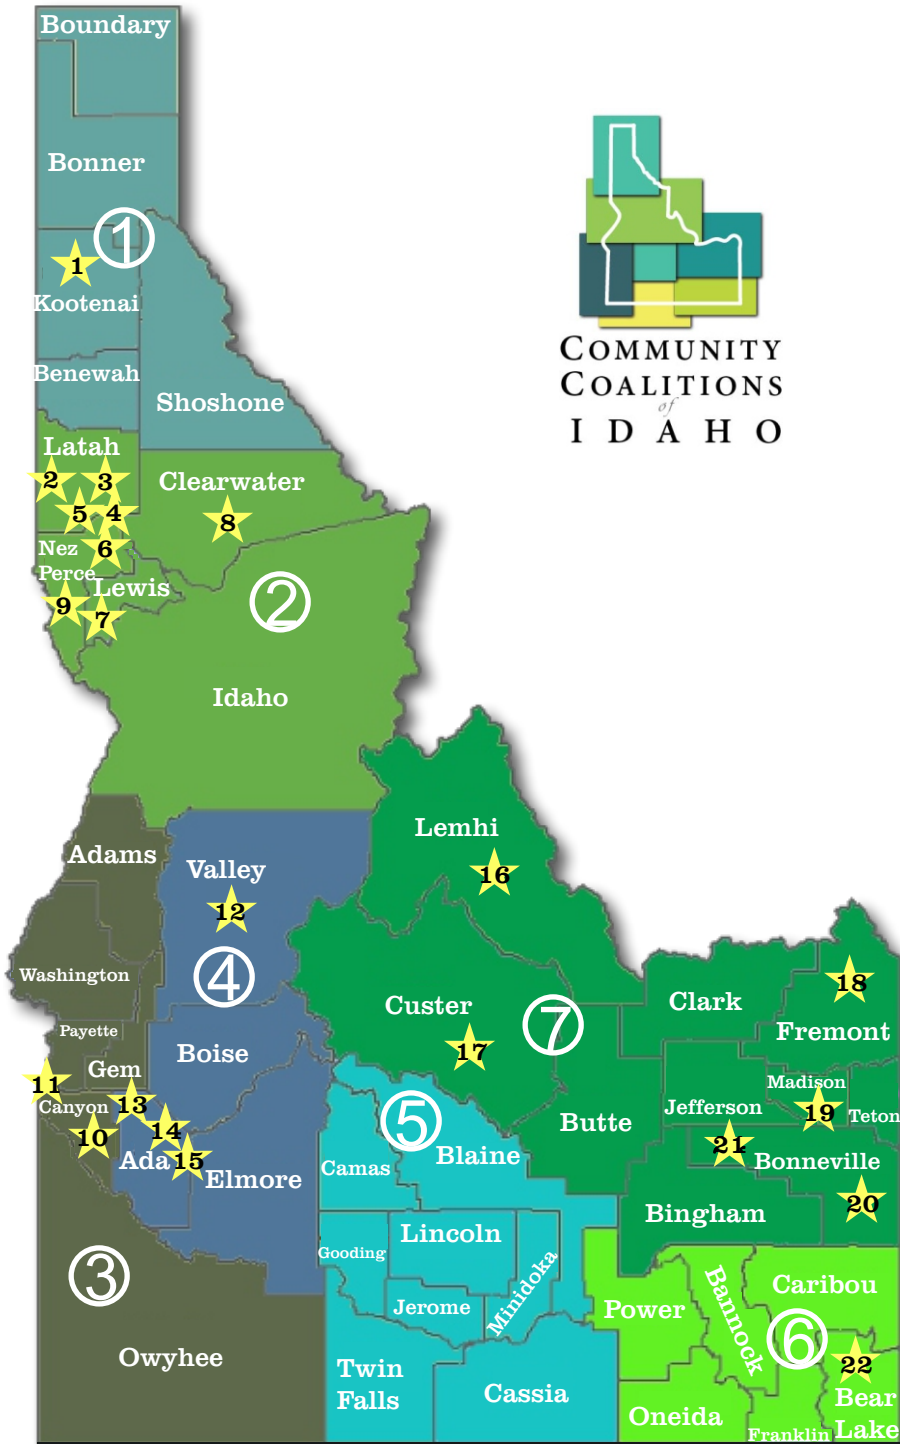 Boundary
Bonner
1
1
Kootenai
Benewah
Shoshone
COMMUNITY
COALITIONS
of
IDAHO
Latah
2
3
Clearwater
5
4
8
Nez
Perce
6
Lewis
9
7
2
Idaho
Adams
Valley
12
Lemhi
16
Washington
4
Custer
17
7
Clark
18
Fremont
Payette
Gem
Boise
11
Canyon
13
10
14
Ada
15
Elmore
5
Camas
Blaine
Butte
Jefferson
Madison
19
Teton
21
Bonneville
20
Bingham
3
Owyhee
Gooding
Lincoln
Jerome
Minidoka
Twin
Falls
Cassia
Power
Bannock
Caribou
6
22
Oneida
Franklin
Bear
Lake